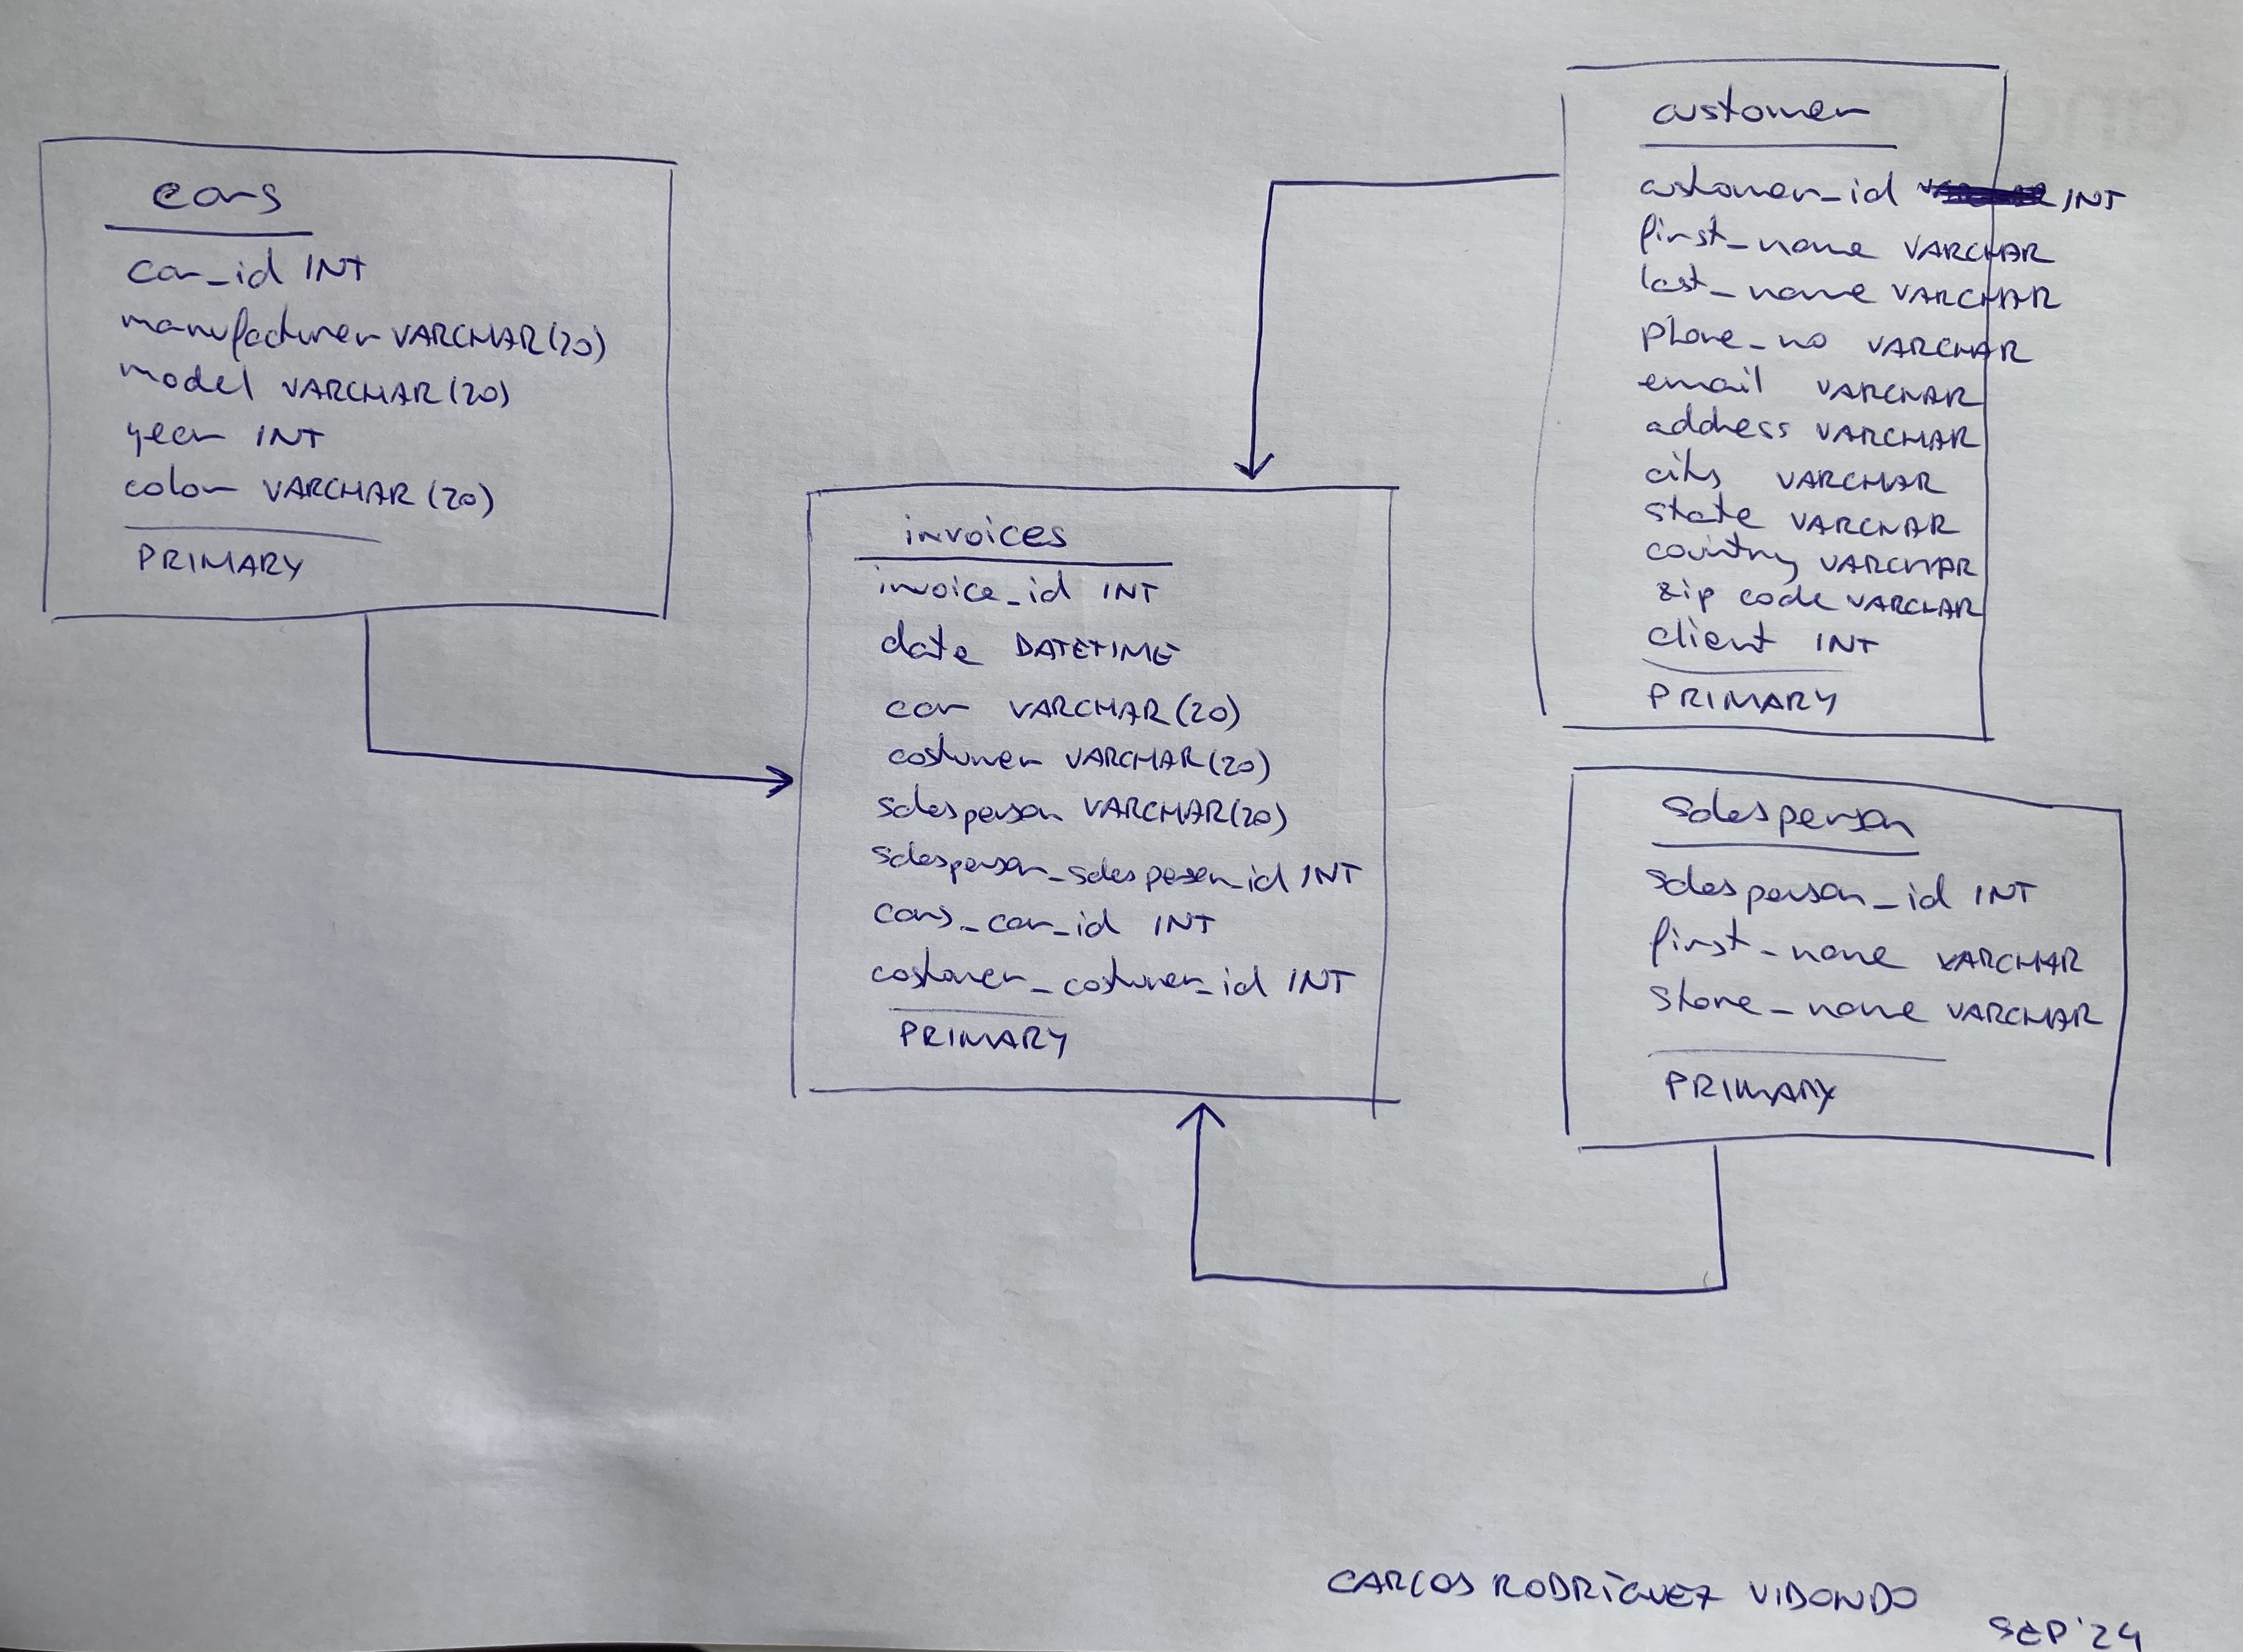 cars
car_id INT
manufacturer VARCHAR(20)
model VARCHAR(20)
year INT
color VARCHAR(20)
PRIMARY
customer
customer_id INT
first_name VARCHAR
last_name VARCHAR
phone_no VARCHAR
email VARCHAR
address VARCHAR
city VARCHAR
state VARCHAR
country VARCHAR
zip code VARCHAR
client INT
PRIMARY
invoices
invoice_id INT
date DATETIME
car VARCHAR(20)
costumer VARCHAR(20)
salesperson VARCHAR(20)
salesperson_salesperson_id INT
cars_car_id INT
costumer_costumer_id INT
PRIMARY
salesperson
salesperson_id INT
first_name VARCHAR
store_name VARCHAR
PRIMARY
CARLOS RODRÍGUEZ VIDONDO
SEP'24